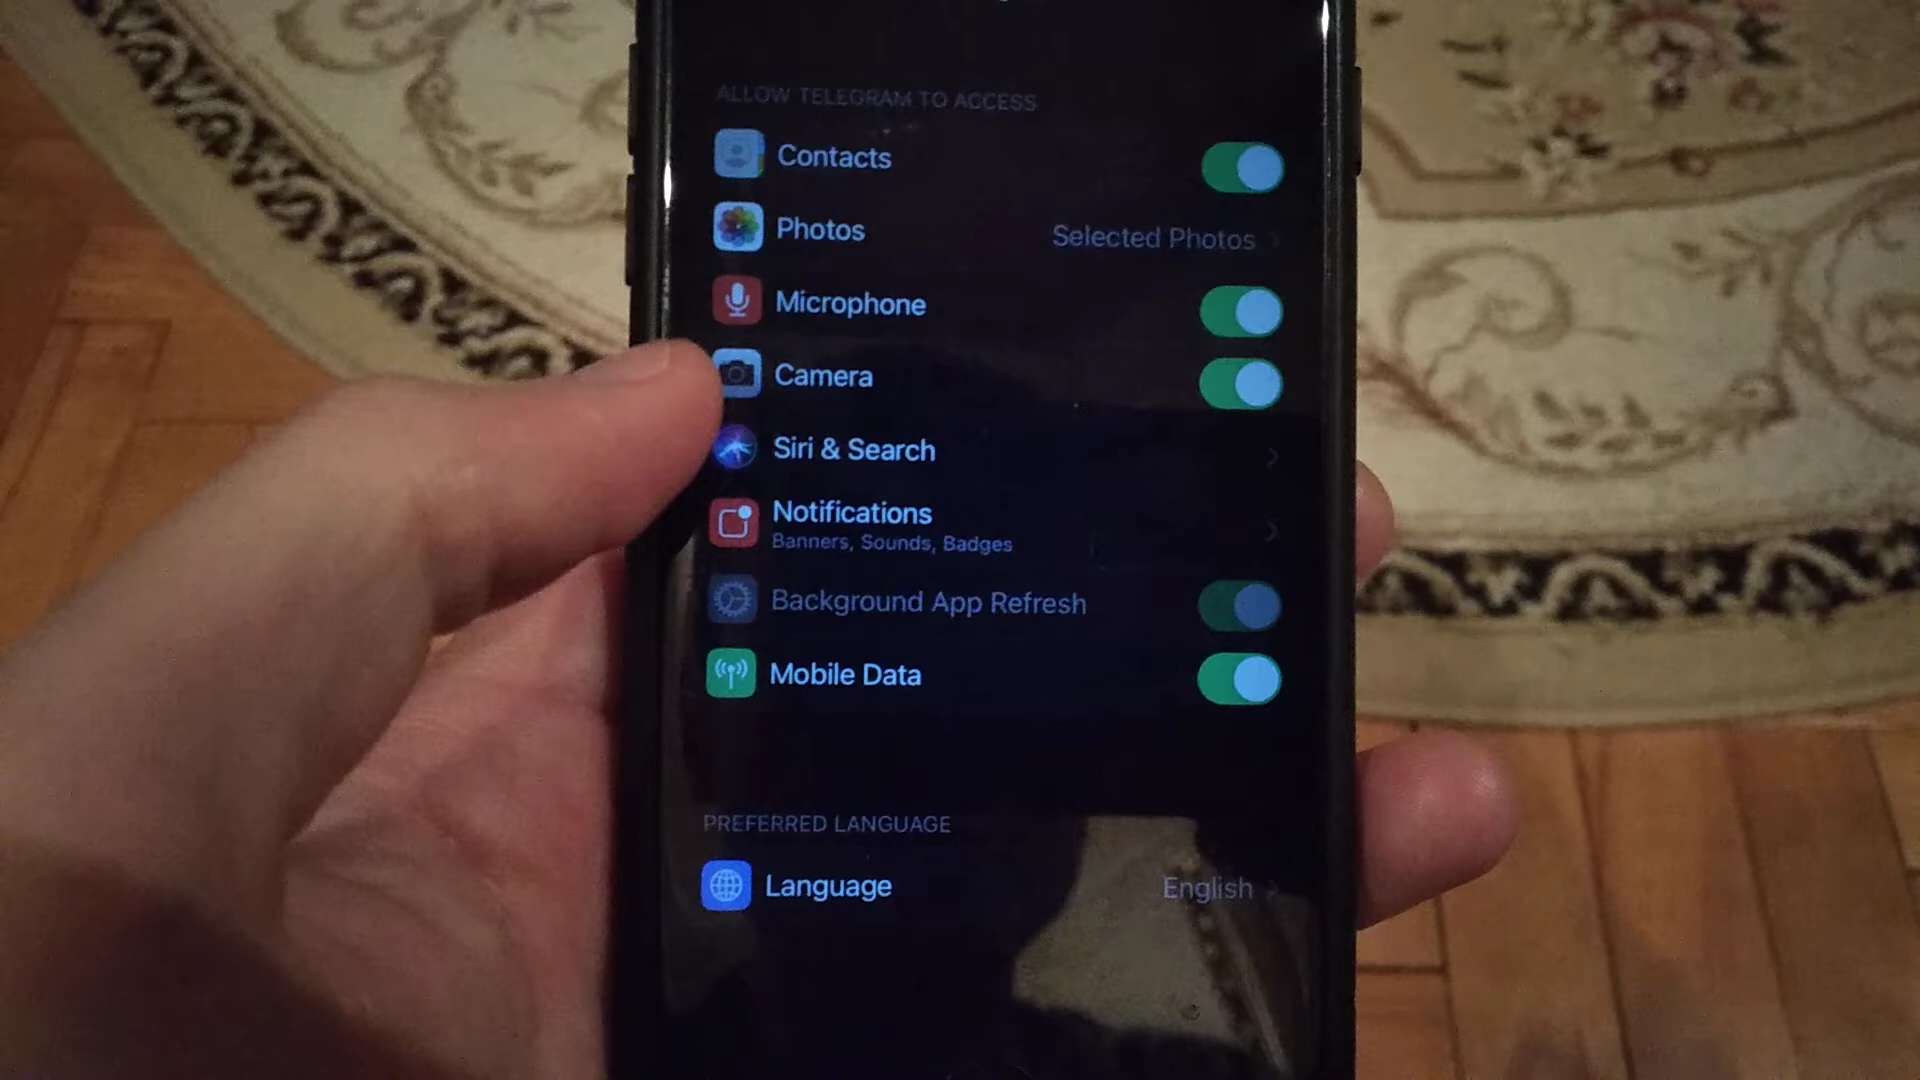 ALLOW TELEGRAM TO ACCESS
Contacts
Photos Selected Photos
Microphone
Camera
Siri & Search
Notifications
Banners, Sounds, Badges
Background App Refresh
Mobile Data
PREFERRED LANGUAGE
Language English